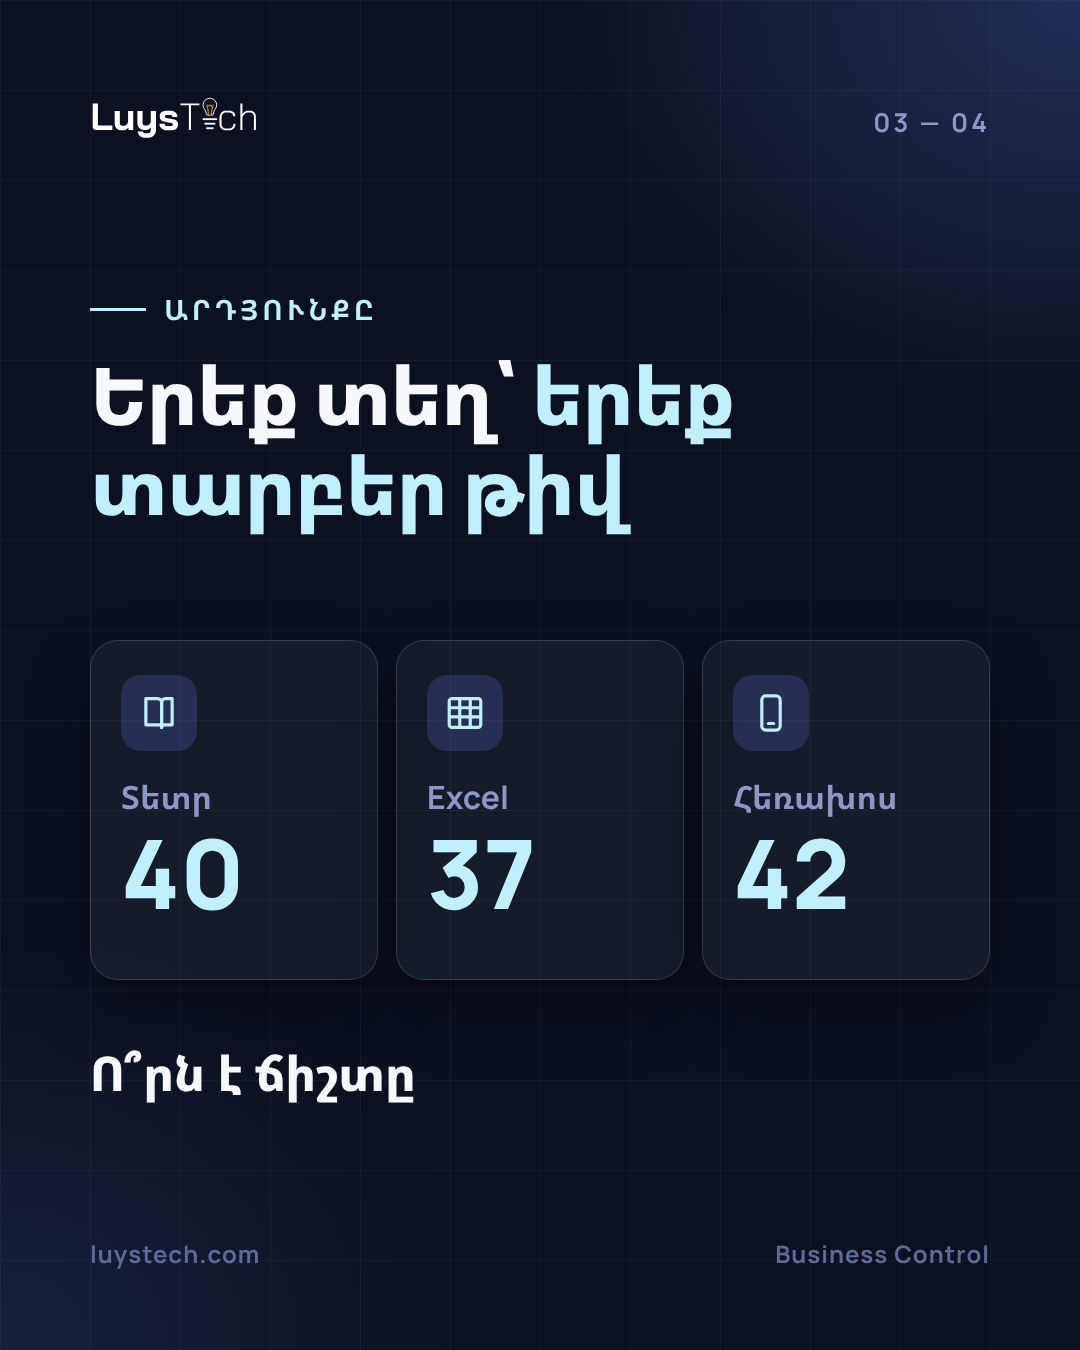 LuysTech
03 — 04
ԱՐԴՅՈՒՆՔԸ
Երեք տեղ՝ երեք
տարբեր թիվ
Տետր
Excel
Հեռախոս
40
37
42
Ո՞րն է ճիշտը
luystech.com
Business Control